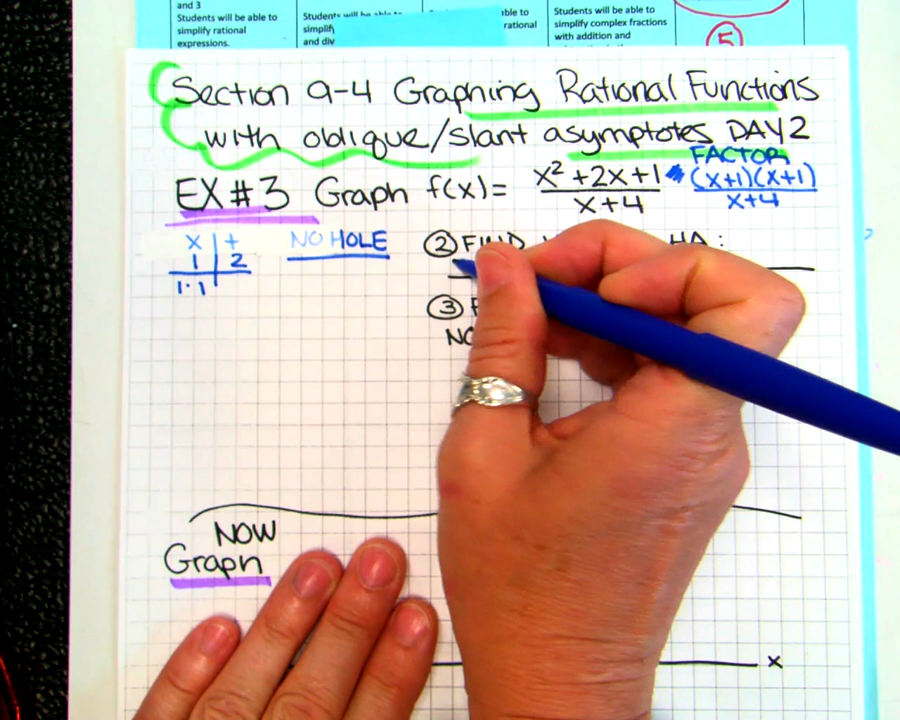 and 3
Students will be able to
simplify rational
expressions.
Students will be able to
simplify
and div
ble to
rational
Students will be able to
simplify complex fractions
with addition and
5
Section 9-4 Graphing Rational Functions
with oblique/slant asymptotes DAY 2
FACTOR
EX #3 Graph f(x) = x² + 2x + 1 (x+1)(x+1)
x+4 x+4
x + NO HOLE ② FIND HA:
1 2
1·1
③ F
NO
NOW
Graph
x